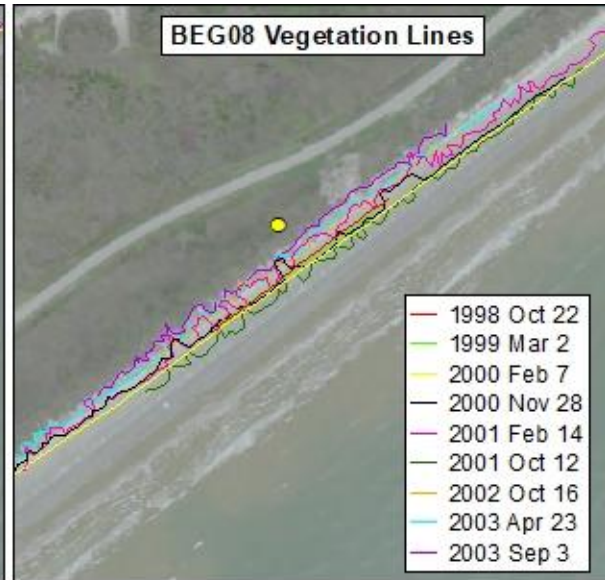 BEG08 Vegetation Lines
1998 Oct 22
1999 Mar 2
2000 Feb 7
2000 Nov 28
2001 Feb 14
2001 Oct 12
2002 Oct 16
2003 Apr 23
2003 Sep 3